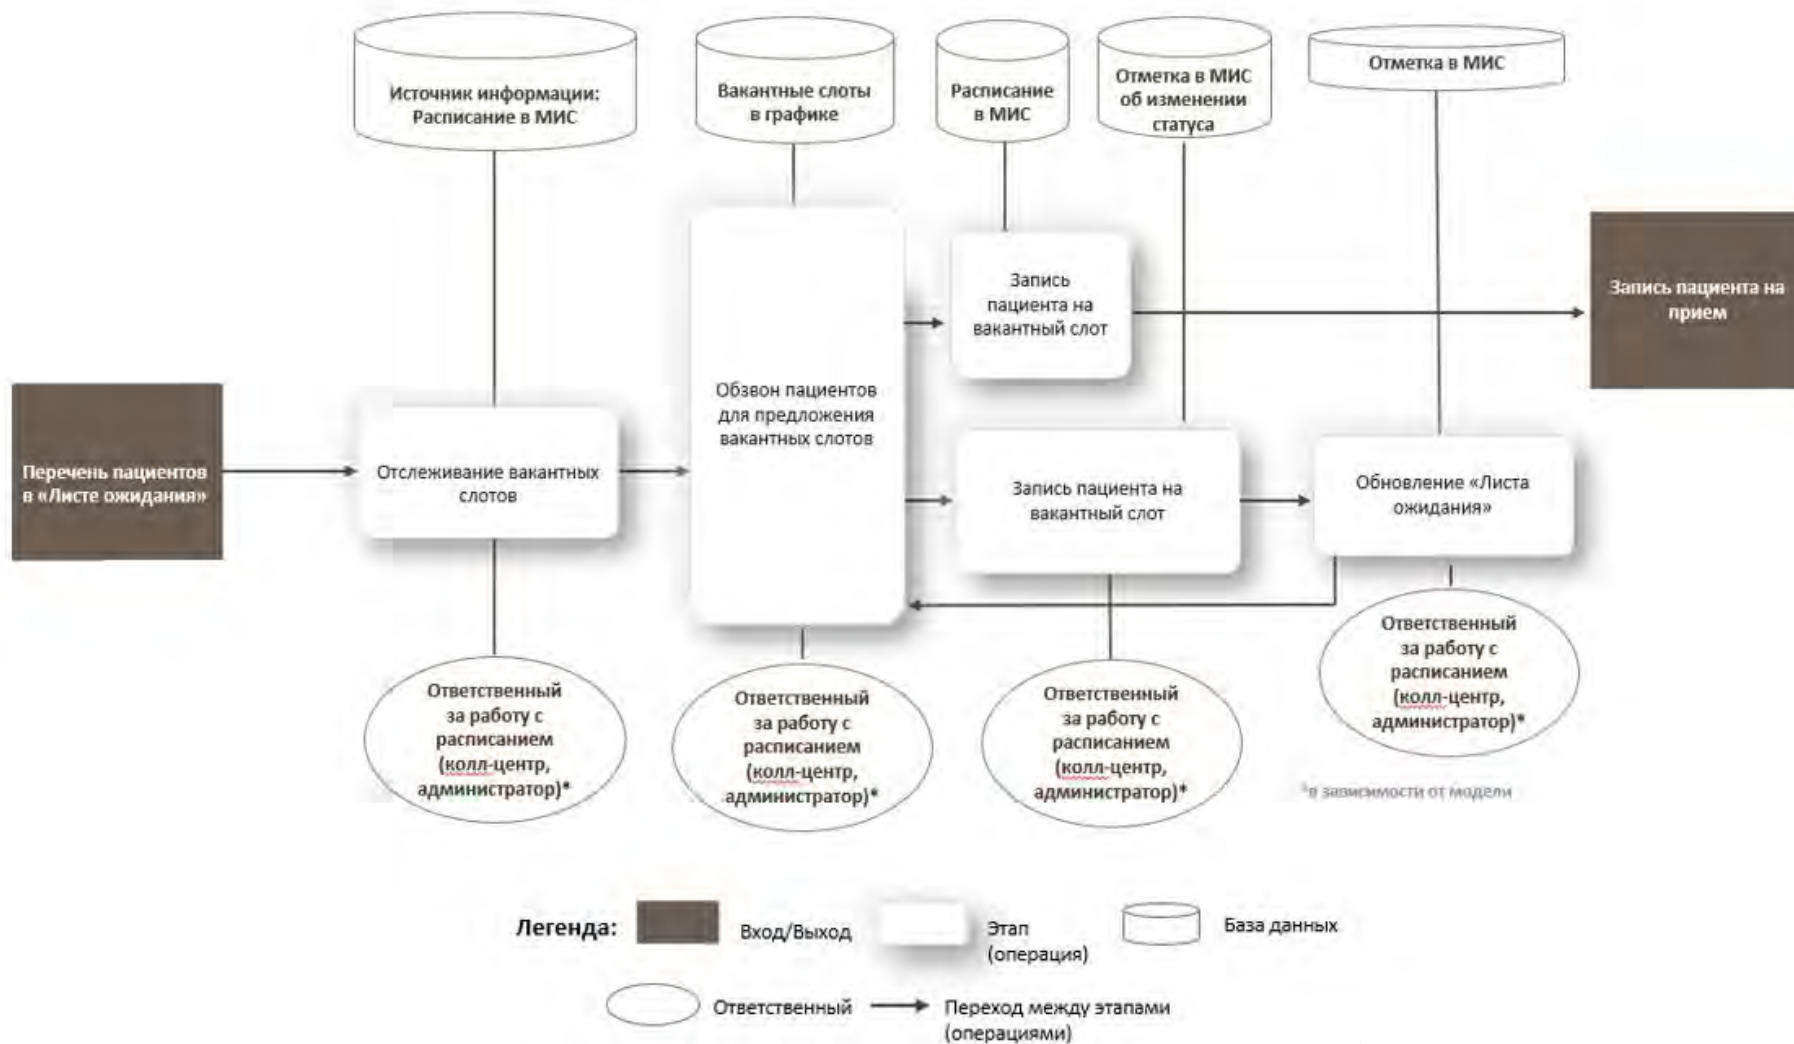 Источник информации:
Расписание в МИС
Вакантные слоты
в графике
Расписание
в МИС
Отметка в МИС
об изменении
статуса
Отметка в МИС
Запись
пациента на
вакантный слот
Запись пациента на
прием
Перечень пациентов
в «Листе ожидания»
Отслеживание вакантных
слотов
Обзвон пациентов
для предложения
вакантных слотов
Запись пациента на
вакантный слот
Обновление «Листа
ожидания»
Ответственный
за работу с
расписанием
(колл-центр,
администратор)*
Ответственный
за работу с
расписанием
(колл-центр,
администратор)*
Ответственный
за работу с
расписанием
(колл-центр,
администратор)*
Ответственный
за работу с
расписанием
(колл-центр,
администратор)*
*в зависимости от модели
Легенда:
Вход/Выход
Этап
(операция)
База данных
Ответственный
Переход между этапами
(операциями)